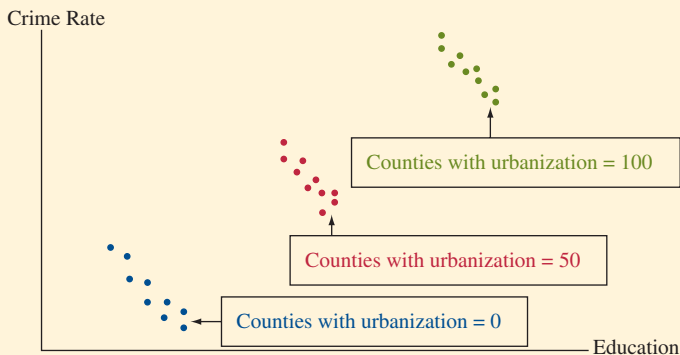 Crime Rate
Counties with urbanization = 100
Counties with urbanization = 50
Counties with urbanization = 0
Education